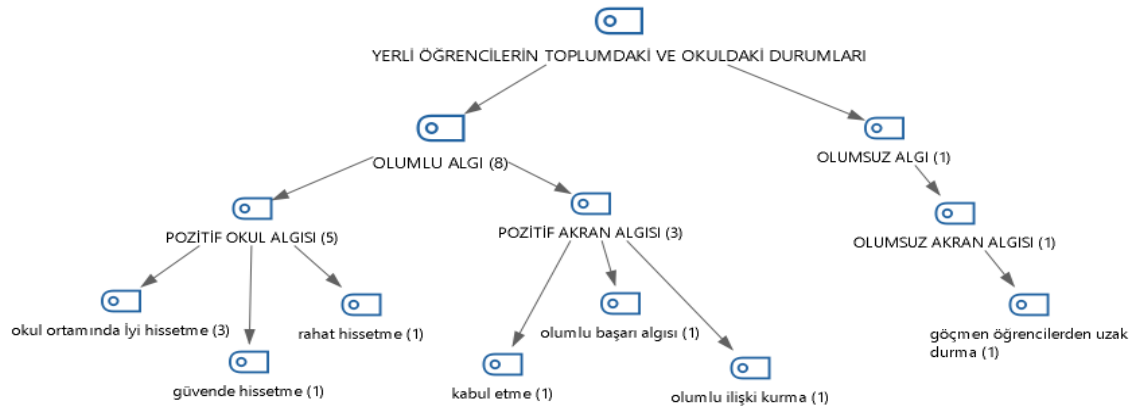 YERLİ ÖĞRENCİLERİN TOPLUMDAKİ VE OKULDAKİ DURUMLARI
OLUMLU ALGI (8)
OLUMSUZ ALGI (1)
POZİTİF OKUL ALGISI (5)
POZİTİF AKRAN ALGISI (3)
OLUMSUZ AKRAN ALGISI (1)
okul ortamında İyi hissetme (3)
rahat hissetme (1)
olumlu başarı algısı (1)
göçmen öğrencilerden uzak
durma (1)
güvende hissetme (1)
kabul etme (1)
olumlu ilişki kurma (1)